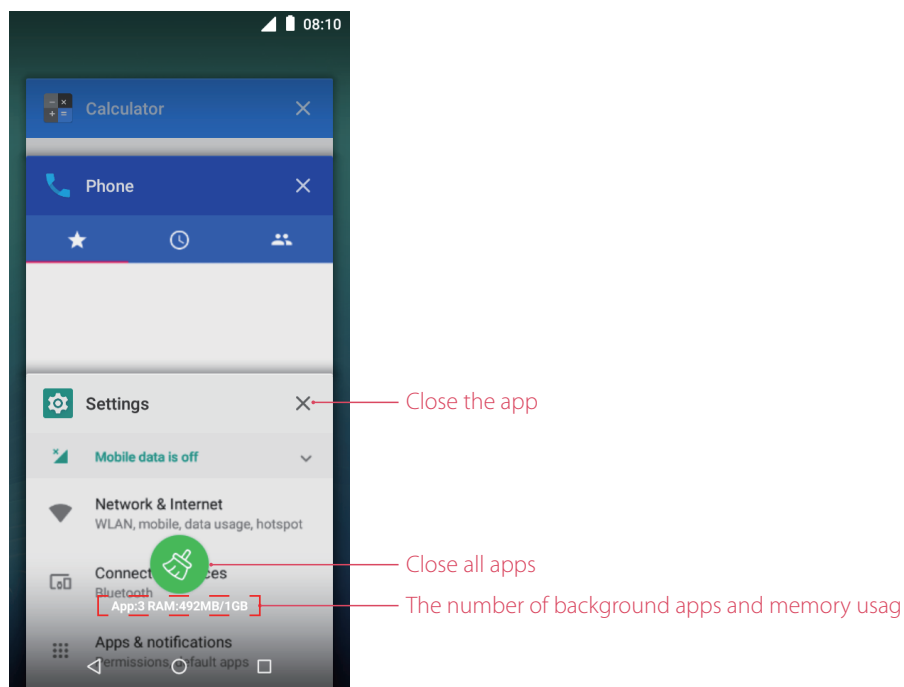 08:10
Calculator
Phone
Settings
Close the app
Mobile data is off
Network & Internet
WLAN, mobile, data usage, hotspot
Close all apps
Connect ces
Bluetooth
App:3 RAM:492MB/1GB
The number of background apps and memory usag
Apps & notifications
Permissions, default apps